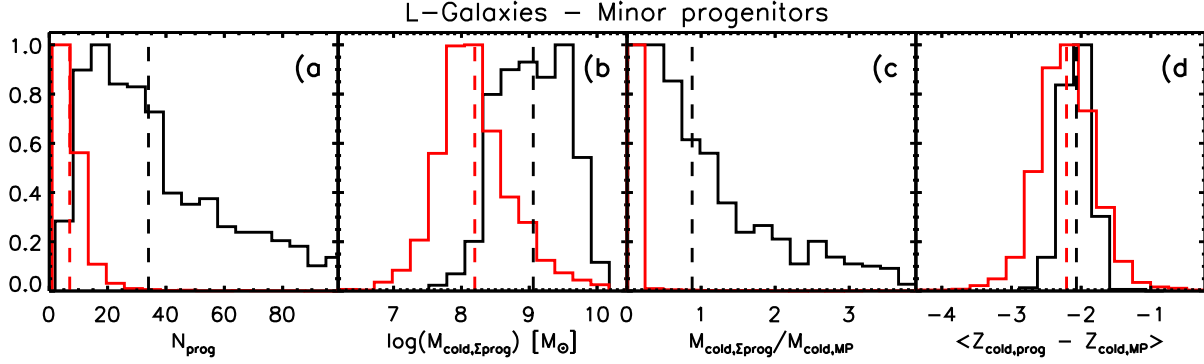 L-Galaxies – Minor progenitors
1.0
0.8
0.6
0.4
0.2
0.0
(a
(b
(c
(d
0 20 40 60 80
7 8 9 10
0 1 2 3
−4 −3 −2 −1
N_prog
log(M_cold,Σprog) [M_⊙]
M_cold,Σprog/M_cold,MP
<Z_cold,prog − Z_cold,MP>